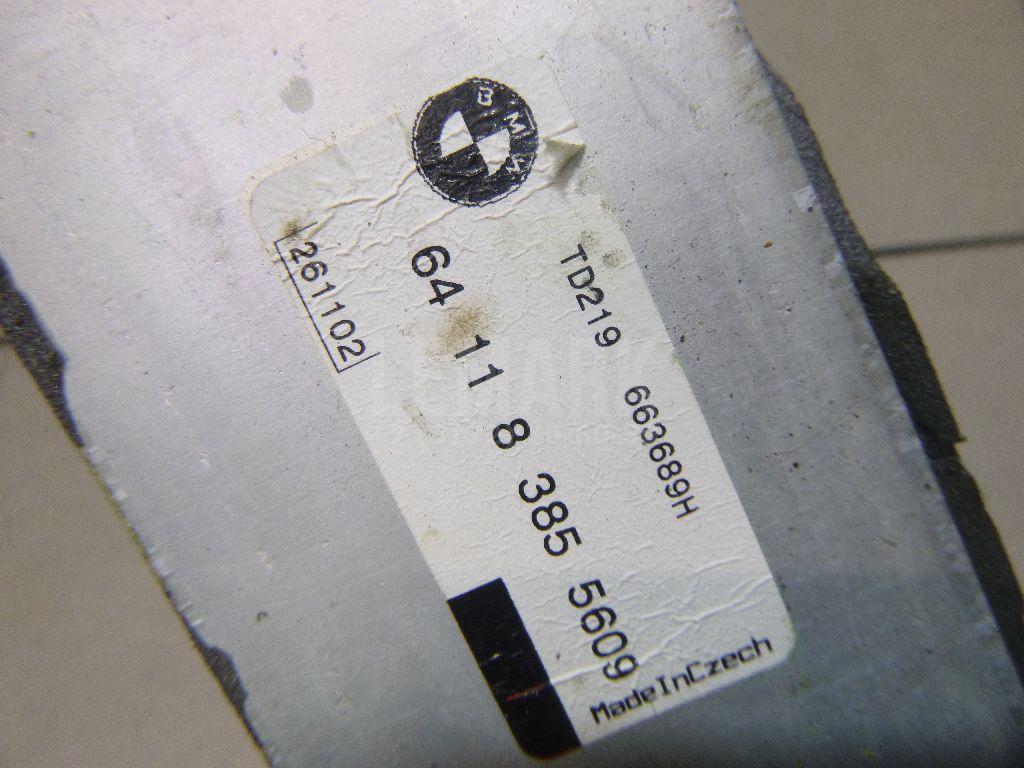 BMW
TD219 663689H
64 11 8 385 5609
261102
MadeInCzech